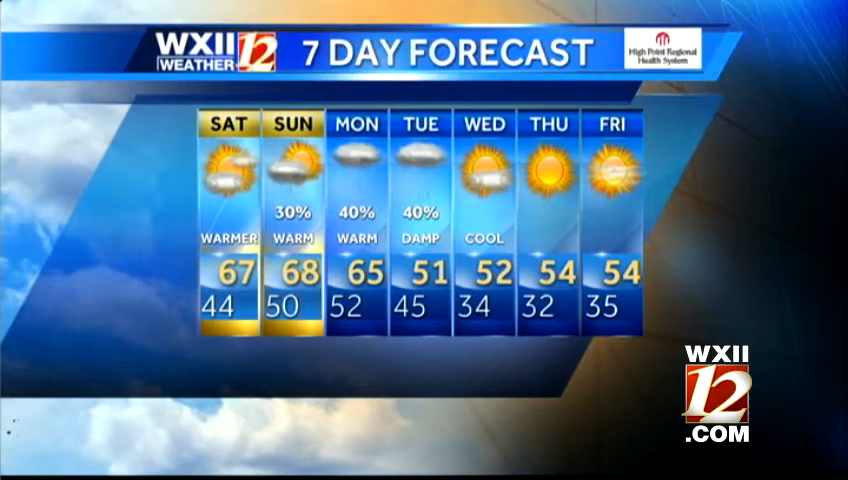 WXII 12
WEATHER
7 DAY FORECAST
High Point Regional
Health System
SAT SUN MON TUE WED THU FRI
30% 40% 40%
WARMER WARM WARM DAMP COOL
67 68 65 51 52 54 54
44 50 52 45 34 32 35
WXII
12
.COM